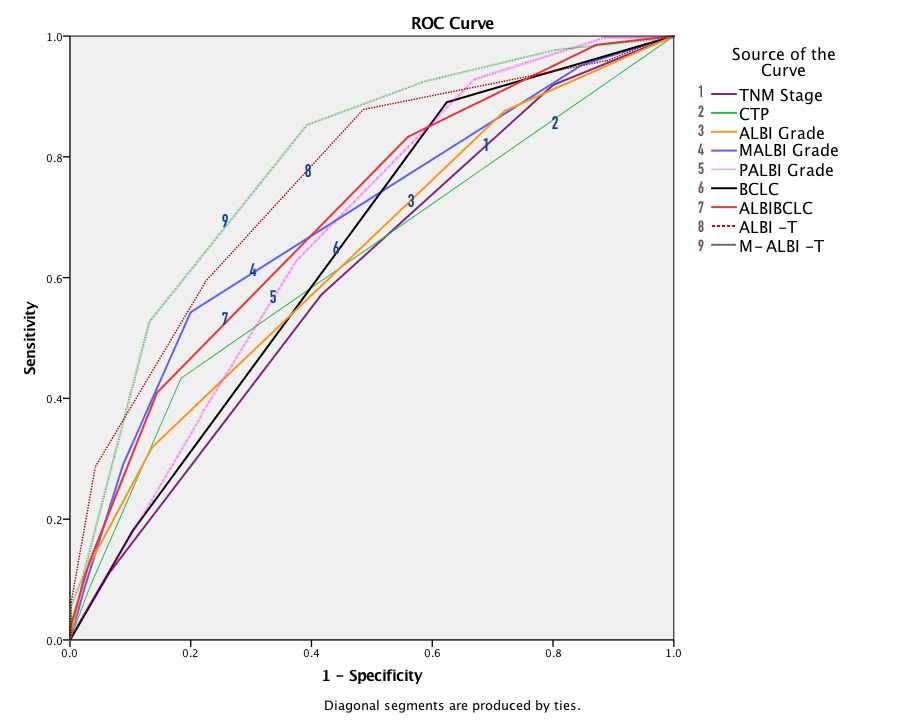 ROC Curve
1.0
0.8
0.6
0.4
0.2
0.0
0.0 0.2 0.4 0.6 0.8 1.0
Sensitivity
1 - Specificity
Diagonal segments are produced by ties.
9
8
4
5
7
6
3
1
2
Source of the
Curve
1 TNM Stage
2 CTP
3 ALBI Grade
4 MALBI Grade
5 PALBI Grade
6 BCLC
7 ALBIBCLC
8 ALBI -T
9 M- ALBI -T